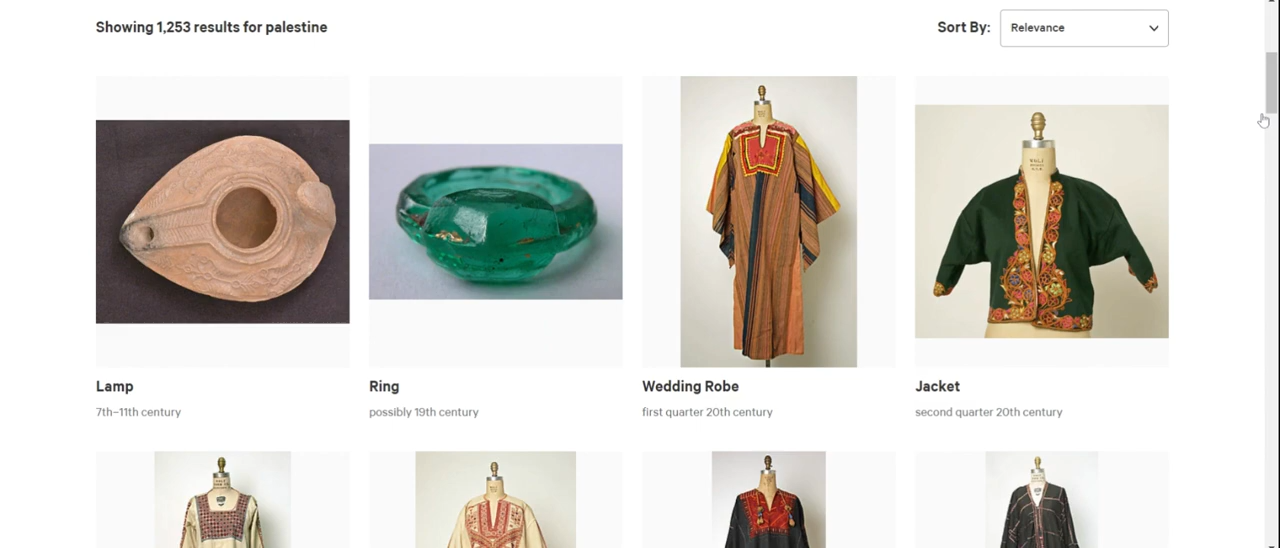 Showing 1,253 results for palestine
Sort By:
Relevance
Lamp
7th–11th century
Ring
possibly 19th century
Wedding Robe
first quarter 20th century
Jacket
second quarter 20th century